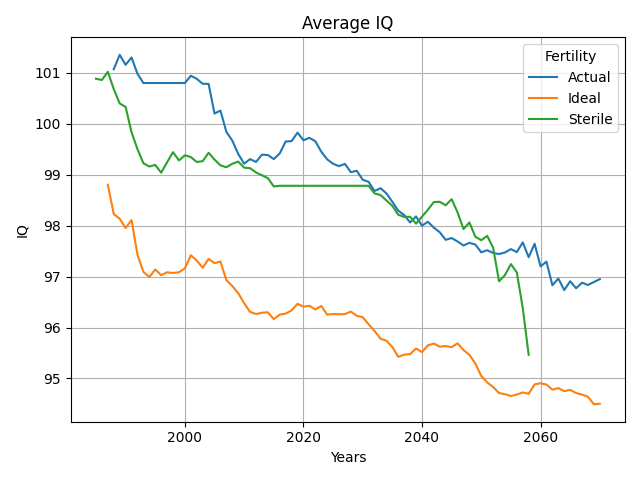 Average IQ
Fertility
Actual
Ideal
Sterile
IQ
101
100
99
98
97
96
95
2000
2020
2040
2060
Years